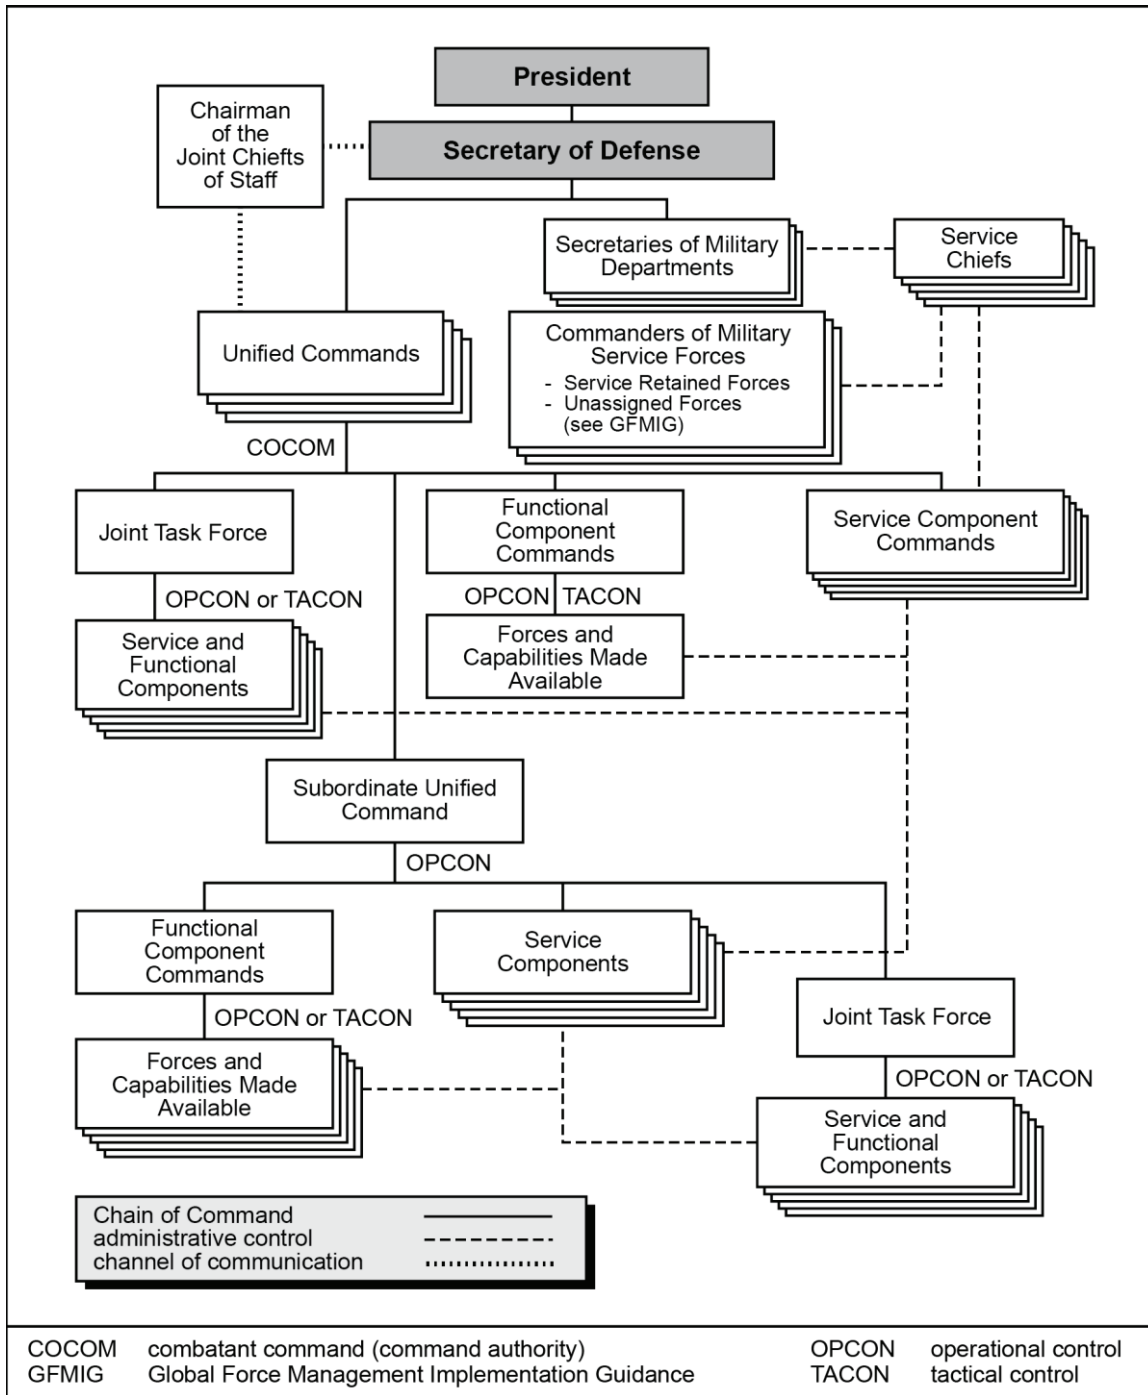 President
Chairman
of the
Joint Chiefts
of Staff
Secretary of Defense
Secretaries of Military
Departments
Service
Chiefs
Unified Commands
Commanders of Military
Service Forces
- Service Retained Forces
- Unassigned Forces
(see GFMIG)
COCOM
Joint Task Force
Functional
Component
Commands
Service Component
Commands
OPCON or TACON
OPCON TACON
Service and
Functional
Components
Forces and
Capabilities Made
Available
Subordinate Unified
Command
OPCON
Functional
Component
Commands
Service
Components
Joint Task Force
OPCON or TACON
Forces and
Capabilities Made
Available
OPCON or TACON
Service and
Functional
Components
Chain of Command
administrative control
channel of communication
COCOM combatant command (command authority)
GFMIG Global Force Management Implementation Guidance
OPCON operational control
TACON tactical control